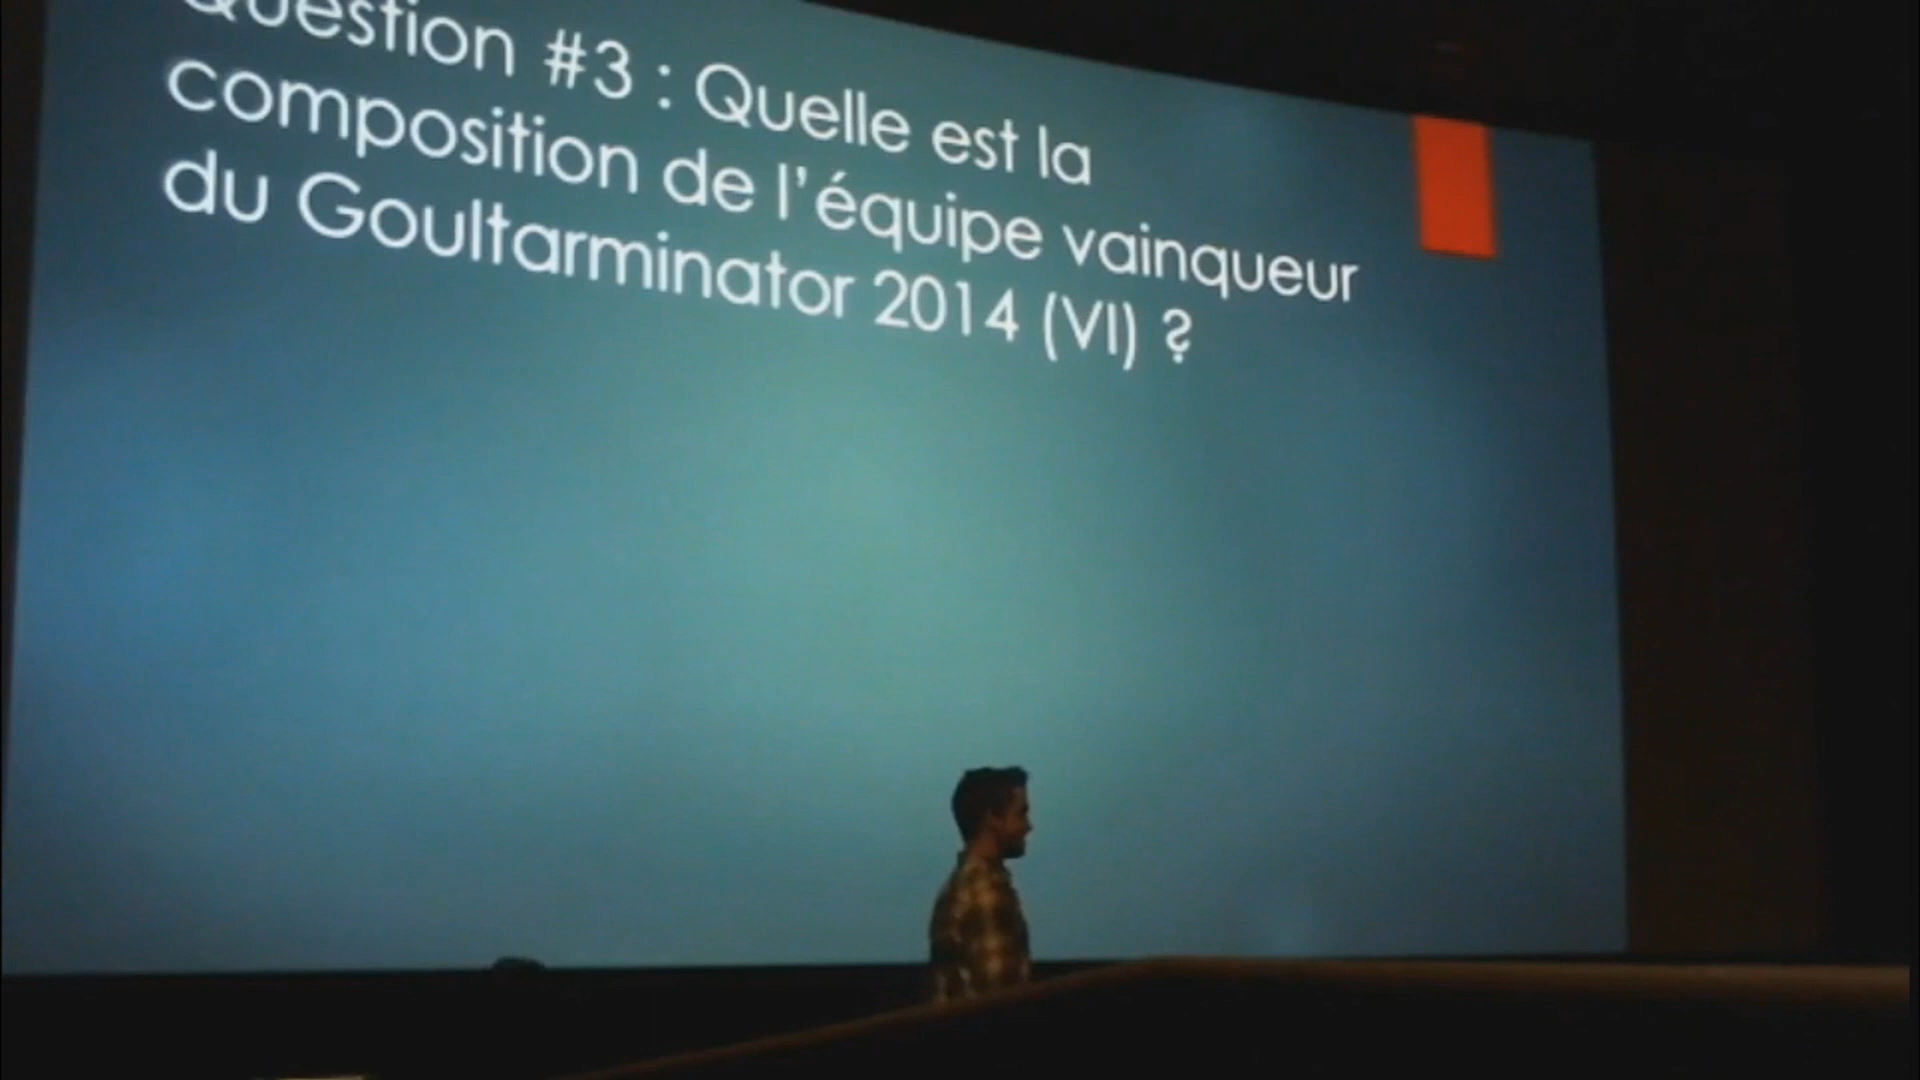 Question #3 : Quelle est la
composition de l'équipe vainqueur
du Goultarminator 2014 (VI) ?